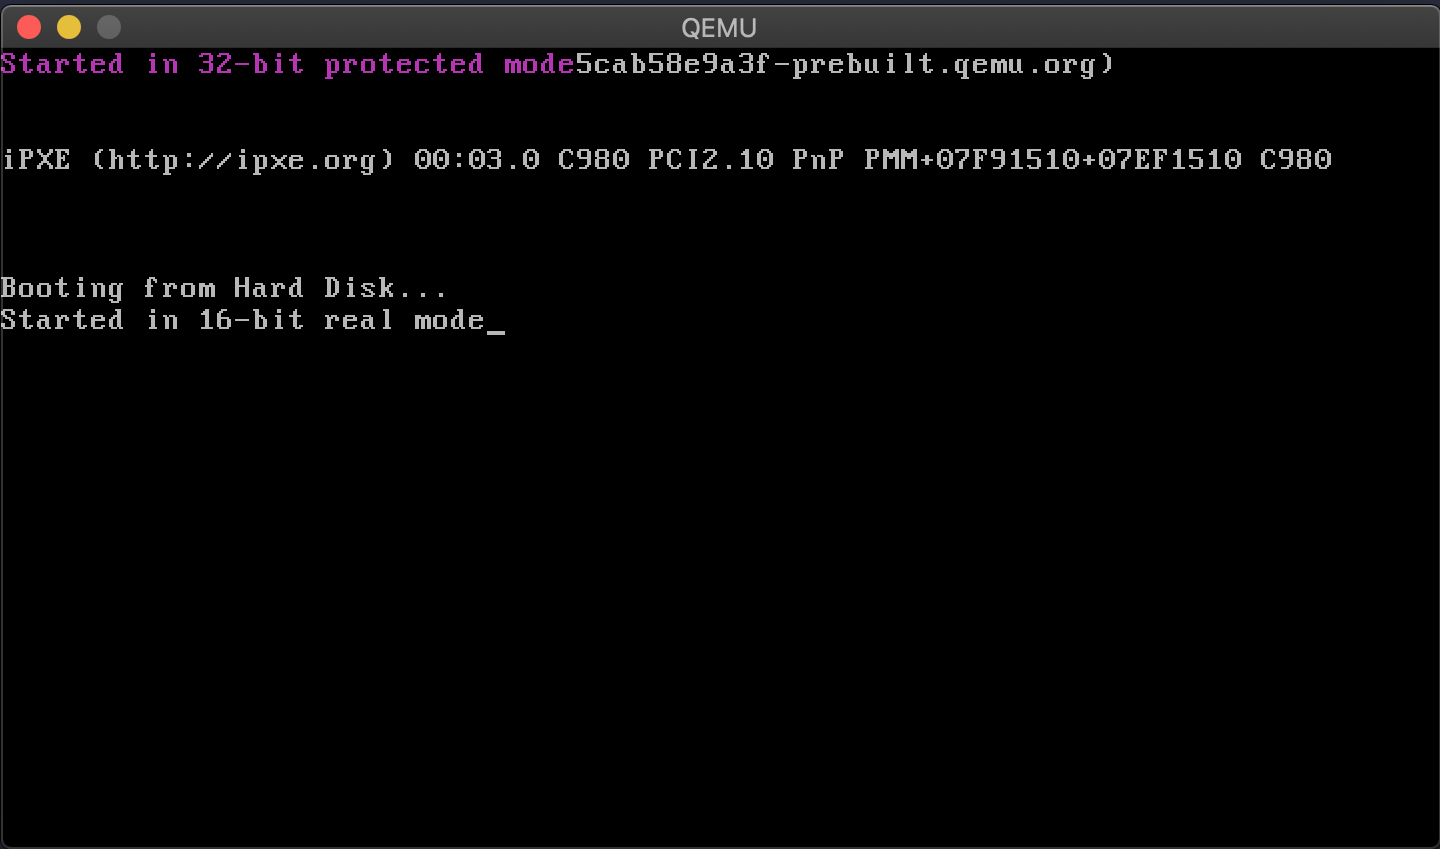 QEMU
Started in 32-bit protected mode5cab58e9a3f-prebuilt.qemu.org)
iPXE (http://ipxe.org) 00:03.0 C980 PCI2.10 PnP PMM+07F91510+07EF1510 C980
Booting from Hard Disk...
Started in 16-bit real mode_